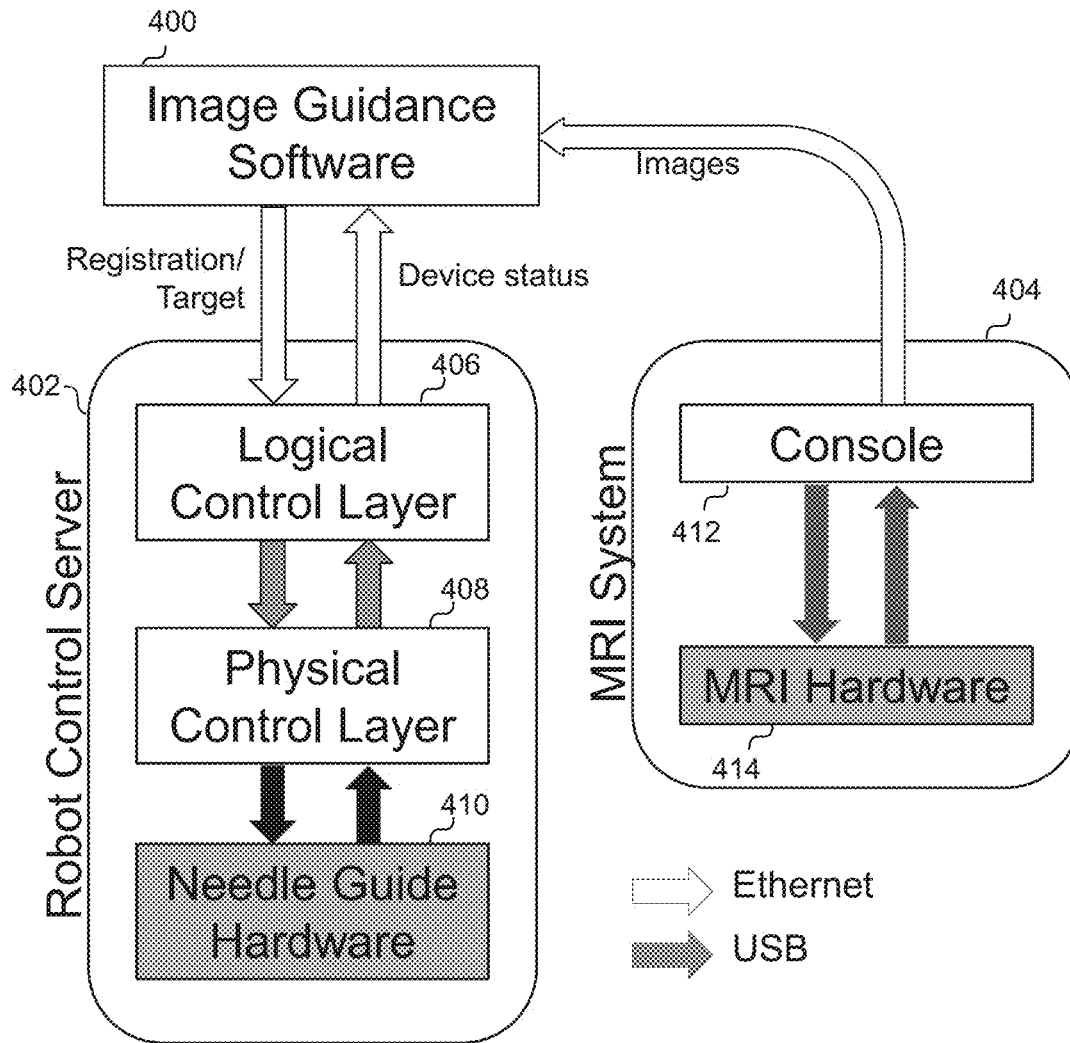 400
Image Guidance
Software
Images
Registration/
Target
Device status
404
402
406
Robot Control Server
Logical
Control Layer
MRI System
Console
412
408
Physical
Control Layer
MRI Hardware
414
410
Needle Guide
Hardware
Ethernet
USB